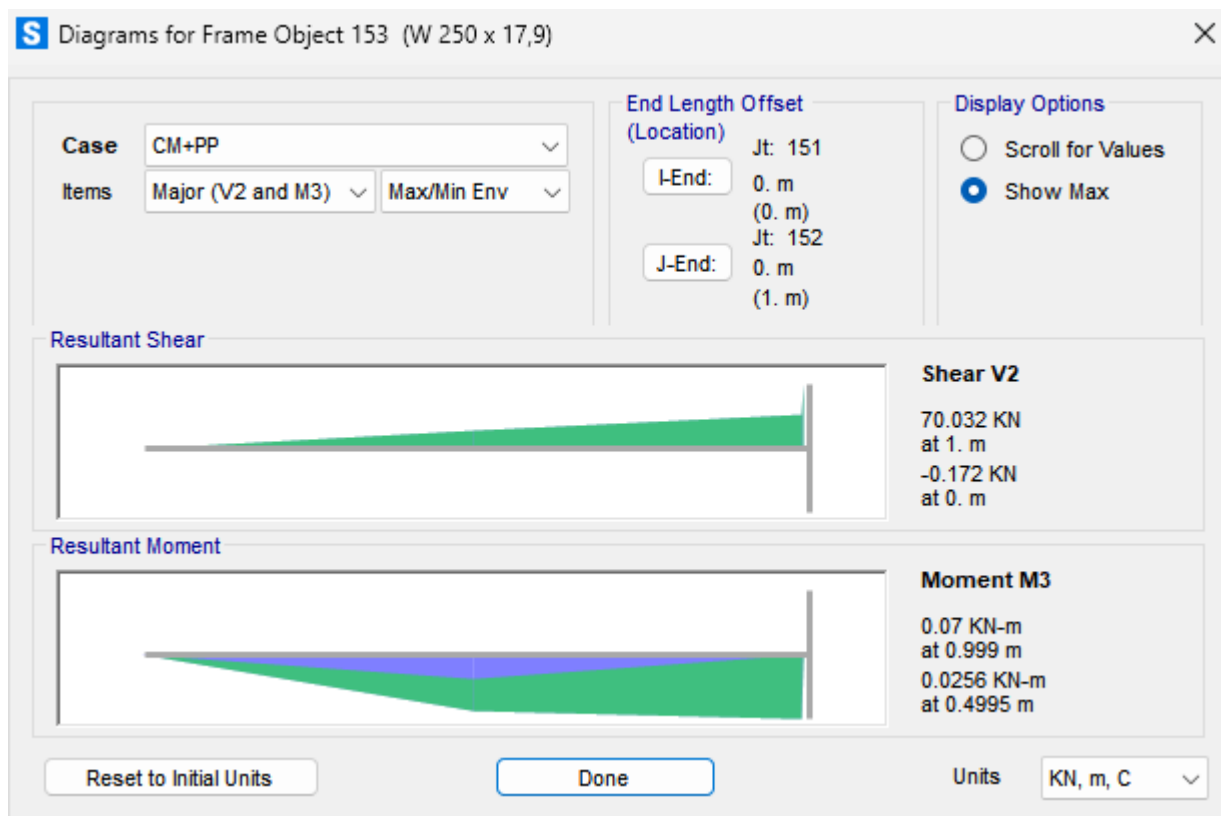 S Diagrams for Frame Object 153 (W 250 x 17,9)
Case CM+PP
Items Major (V2 and M3) Max/Min Env
End Length Offset
(Location)
I-End:
Jt: 151
0. m
(0. m)
J-End:
Jt: 152
0. m
(1. m)
Display Options
Scroll for Values
Show Max
Resultant Shear
Shear V2
70.032 KN
at 1. m
-0.172 KN
at 0. m
Resultant Moment
Moment M3
0.07 KN-m
at 0.999 m
0.0256 KN-m
at 0.4995 m
Reset to Initial Units
Done
Units KN, m, C